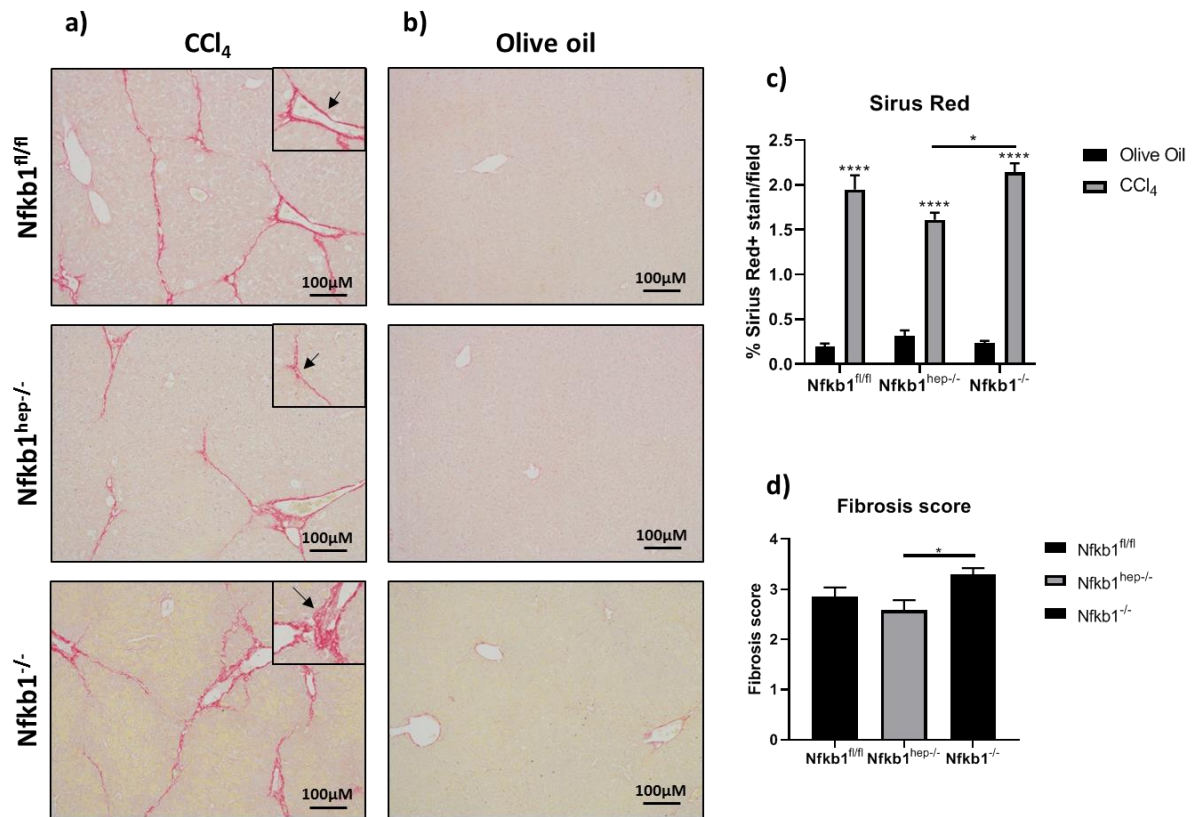 a)
CCl₄
b)
Olive oil
Nfkb1fl/fl
100µM
100µM
Nfkb1hep-/-
100µM
100µM
Nfkb1-/-
100µM
100µM
c)
Sirus Red
% Sirius Red+ stain/field
2.5
2.0
1.5
1.0
0.5
0.0
****
****
*
****
Nfkb1fl/fl
Nfkb1hep-/-
Nfkb1-/-
Olive Oil
CCl₄
d)
Fibrosis score
Fibrosis score
4
3
2
1
0
*
Nfkb1fl/fl
Nfkb1hep-/-
Nfkb1-/-
Nfkb1fl/fl
Nfkb1hep-/-
Nfkb1-/-